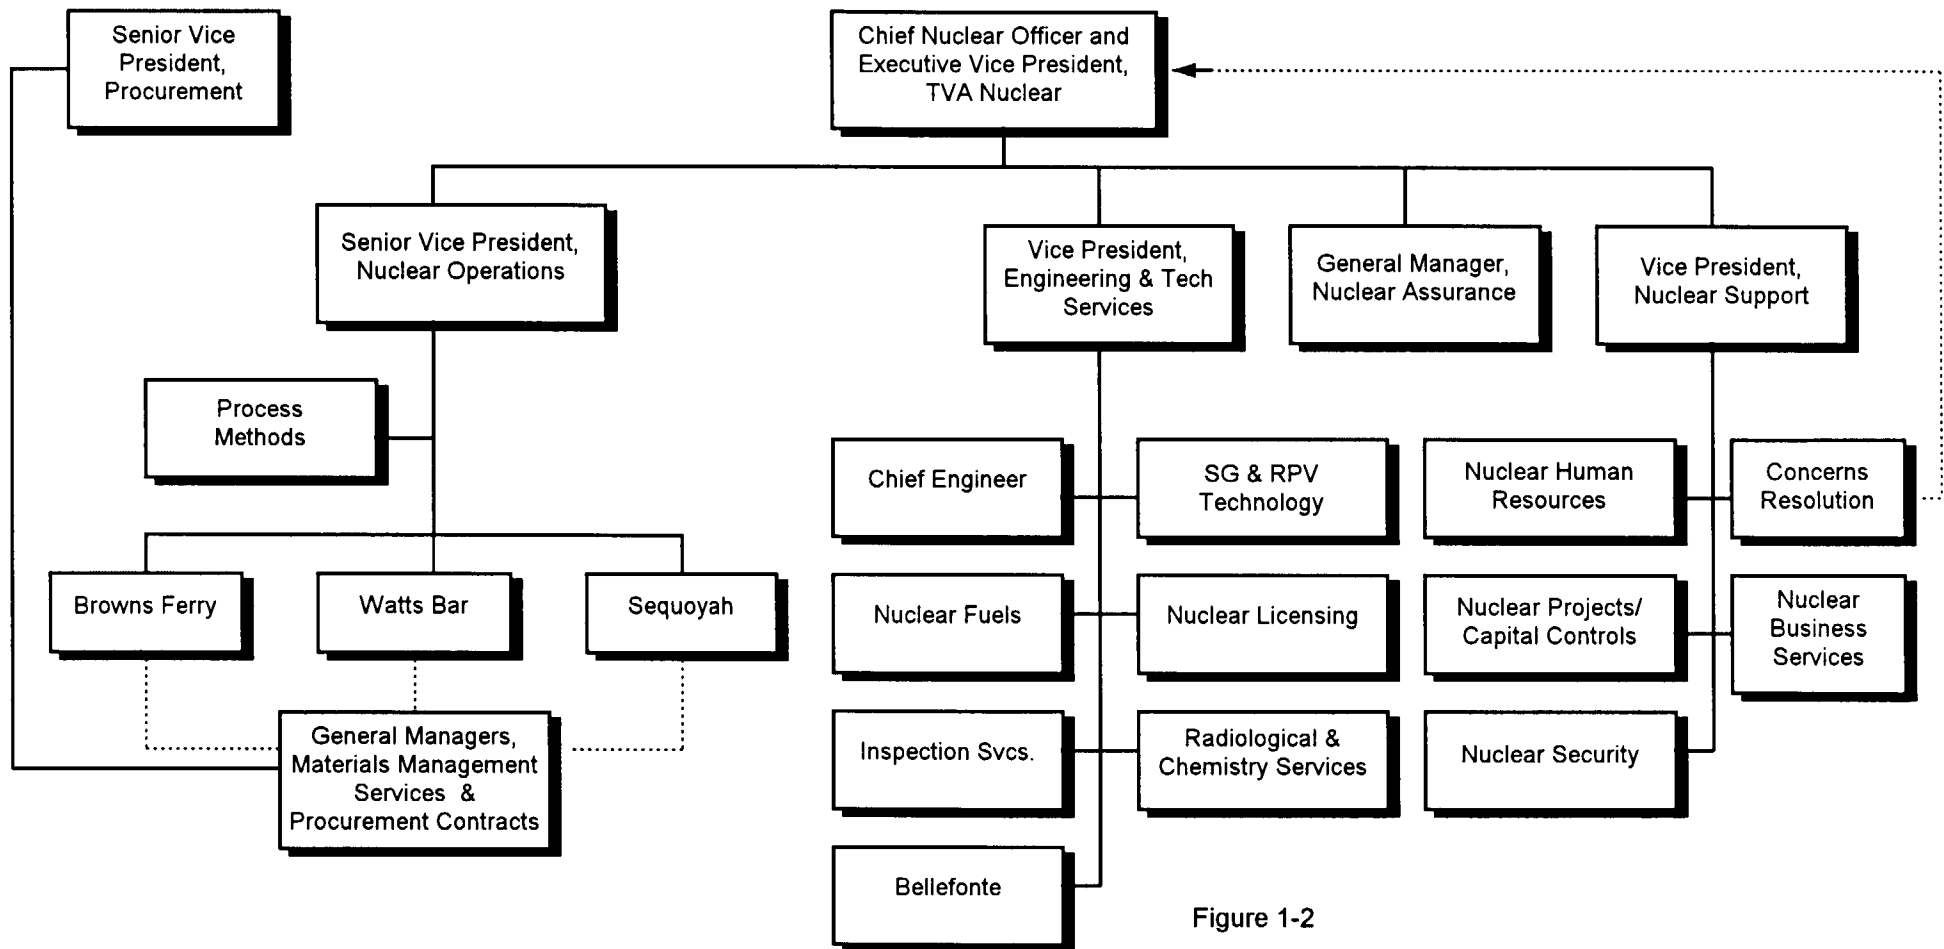 Senior Vice
President,
Procurement
Chief Nuclear Officer and
Executive Vice President,
TVA Nuclear
Senior Vice President,
Nuclear Operations
Vice President,
Engineering & Tech
Services
General Manager,
Nuclear Assurance
Vice President,
Nuclear Support
Process
Methods
Chief Engineer
SG & RPV
Technology
Nuclear Human
Resources
Concerns
Resolution
Browns Ferry
Watts Bar
Sequoyah
Nuclear Fuels
Nuclear Licensing
Nuclear Projects/
Capital Controls
Nuclear
Business
Services
General Managers,
Materials Management
Services &
Procurement Contracts
Inspection Svcs.
Radiological &
Chemistry Services
Nuclear Security
Bellefonte
Figure 1-2